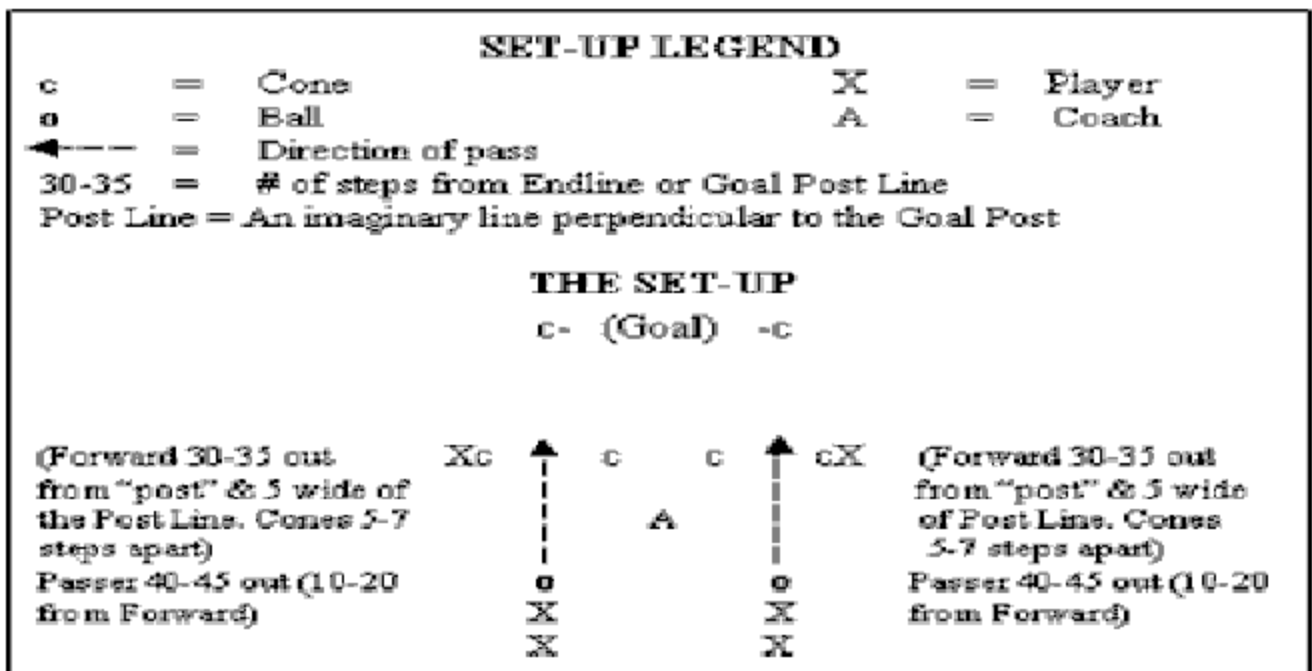 SET-UP LEGEND
c = Cone X = Player
o = Ball A = Coach
= Direction of pass
30-35 = # of steps from Endline or Goal Post Line
Post Line = An imaginary line perpendicular to the Goal Post
THE SET-UP
c- (Goal) -c
(Forward 30-35 out Xc c c cX (Forward 30-35 out
from "post" & 5 wide of from "post" & 5 wide
the Post Line. Cones 5-7 A of Post Line. Cones
steps apart) 5-7 steps apart)
Passer 40-45 out (10-20 o o Passer 40-45 out (10-20
from Forward) X X from Forward)
X X